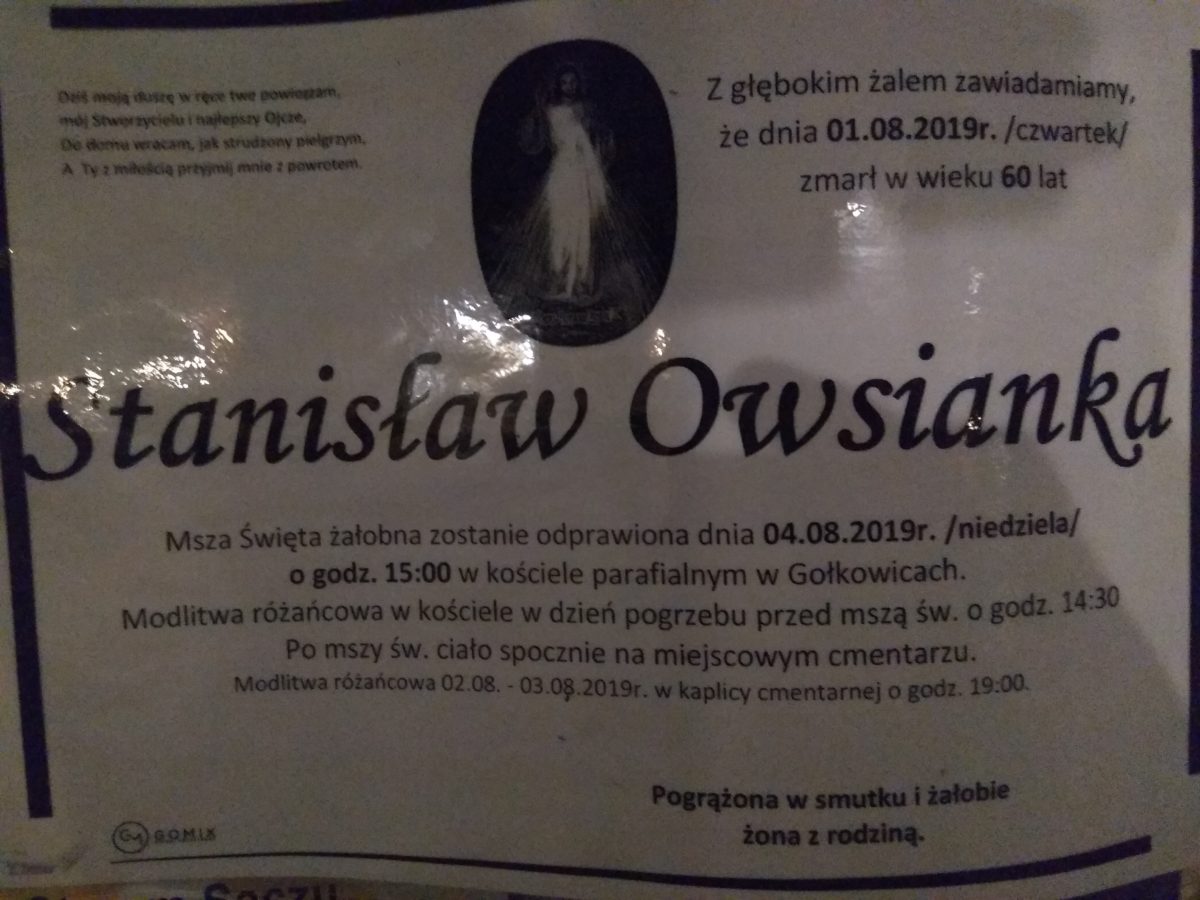 Dziś moją duszę w ręce twe powierzam,
mój Stworzycielu i najlepszy Ojcze,
Do domu wracam, jak strudzony pielgrzym,
A Ty z miłością przyjmij mnie z powrotem.
Z głębokim żalem zawiadamiamy,
że dnia 01.08.2019r. /czwartek/
zmarł w wieku 60 lat
Stanisław Owsianka
Msza Święta żałobna zostanie odprawiona dnia 04.08.2019r. /niedziela/
o godz. 15:00 w kościele parafialnym w Gołkowicach.
Modlitwa różańcowa w kościele w dzień pogrzebu przed mszą św. o godz. 14:30
Po mszy św. ciało spocznie na miejscowym cmentarzu.
Modlitwa różańcowa 02.08. - 03.08.2019r. w kaplicy cmentarnej o godz. 19:00.
Pogrążona w smutku i żałobie
żona z rodziną.
G.O.M.I.X
Sączu